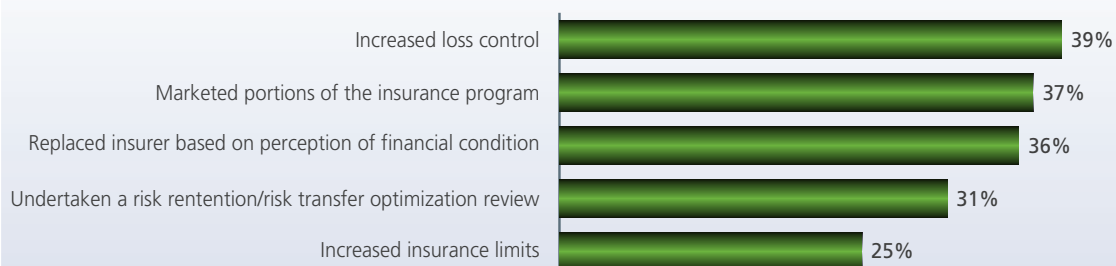 Increased loss control 39%
Marketed portions of the insurance program 37%
Replaced insurer based on perception of financial condition 36%
Undertaken a risk rentention/risk transfer optimization review 31%
Increased insurance limits 25%